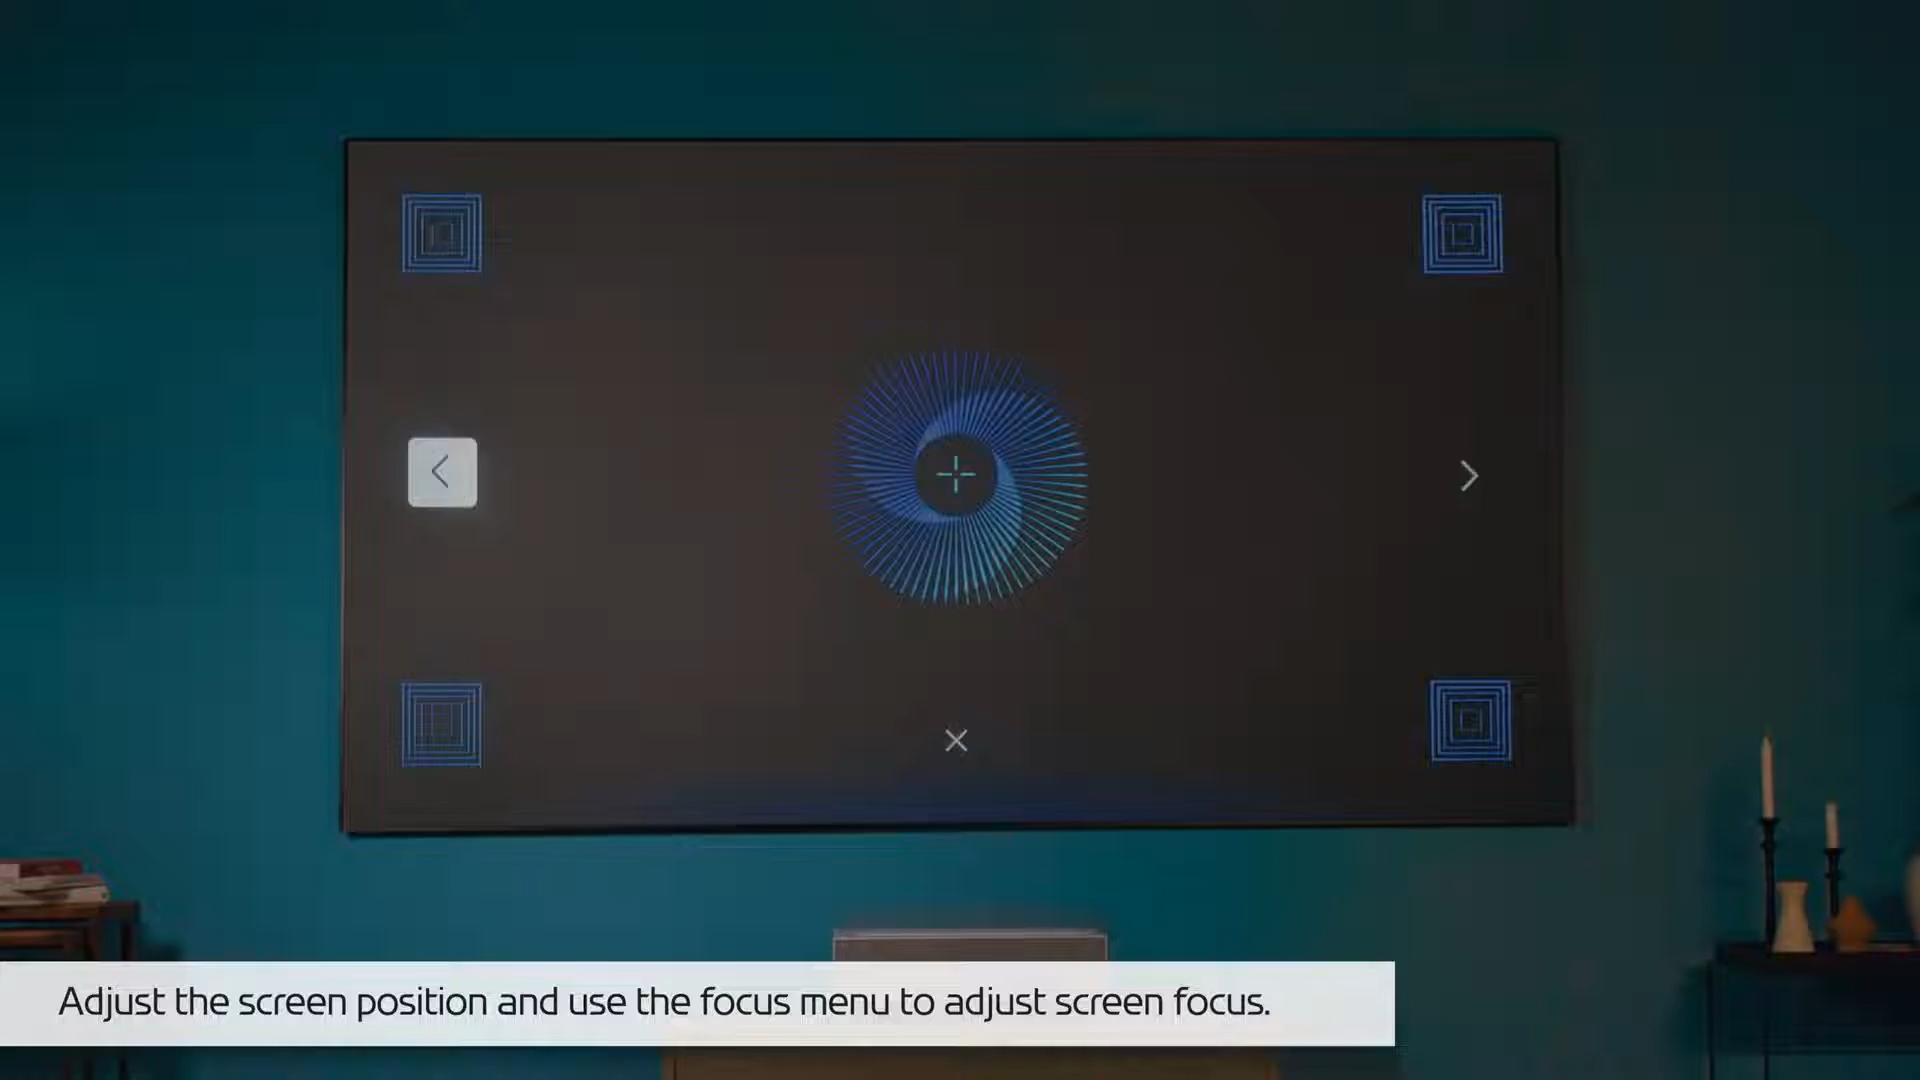 Adjust the screen position and use the focus menu to adjust screen focus.